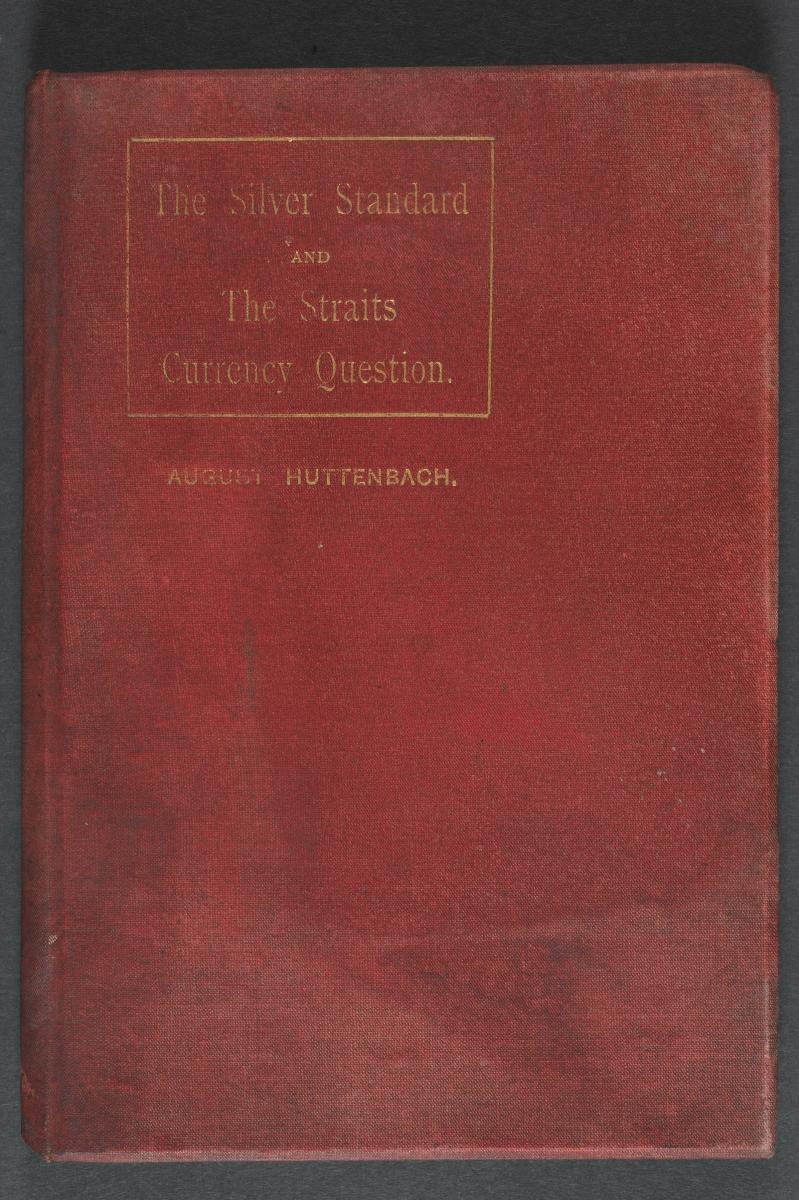 The Silver Standard
AND
The Straits
Currency Question.
AUGUST HUTTENBACH.